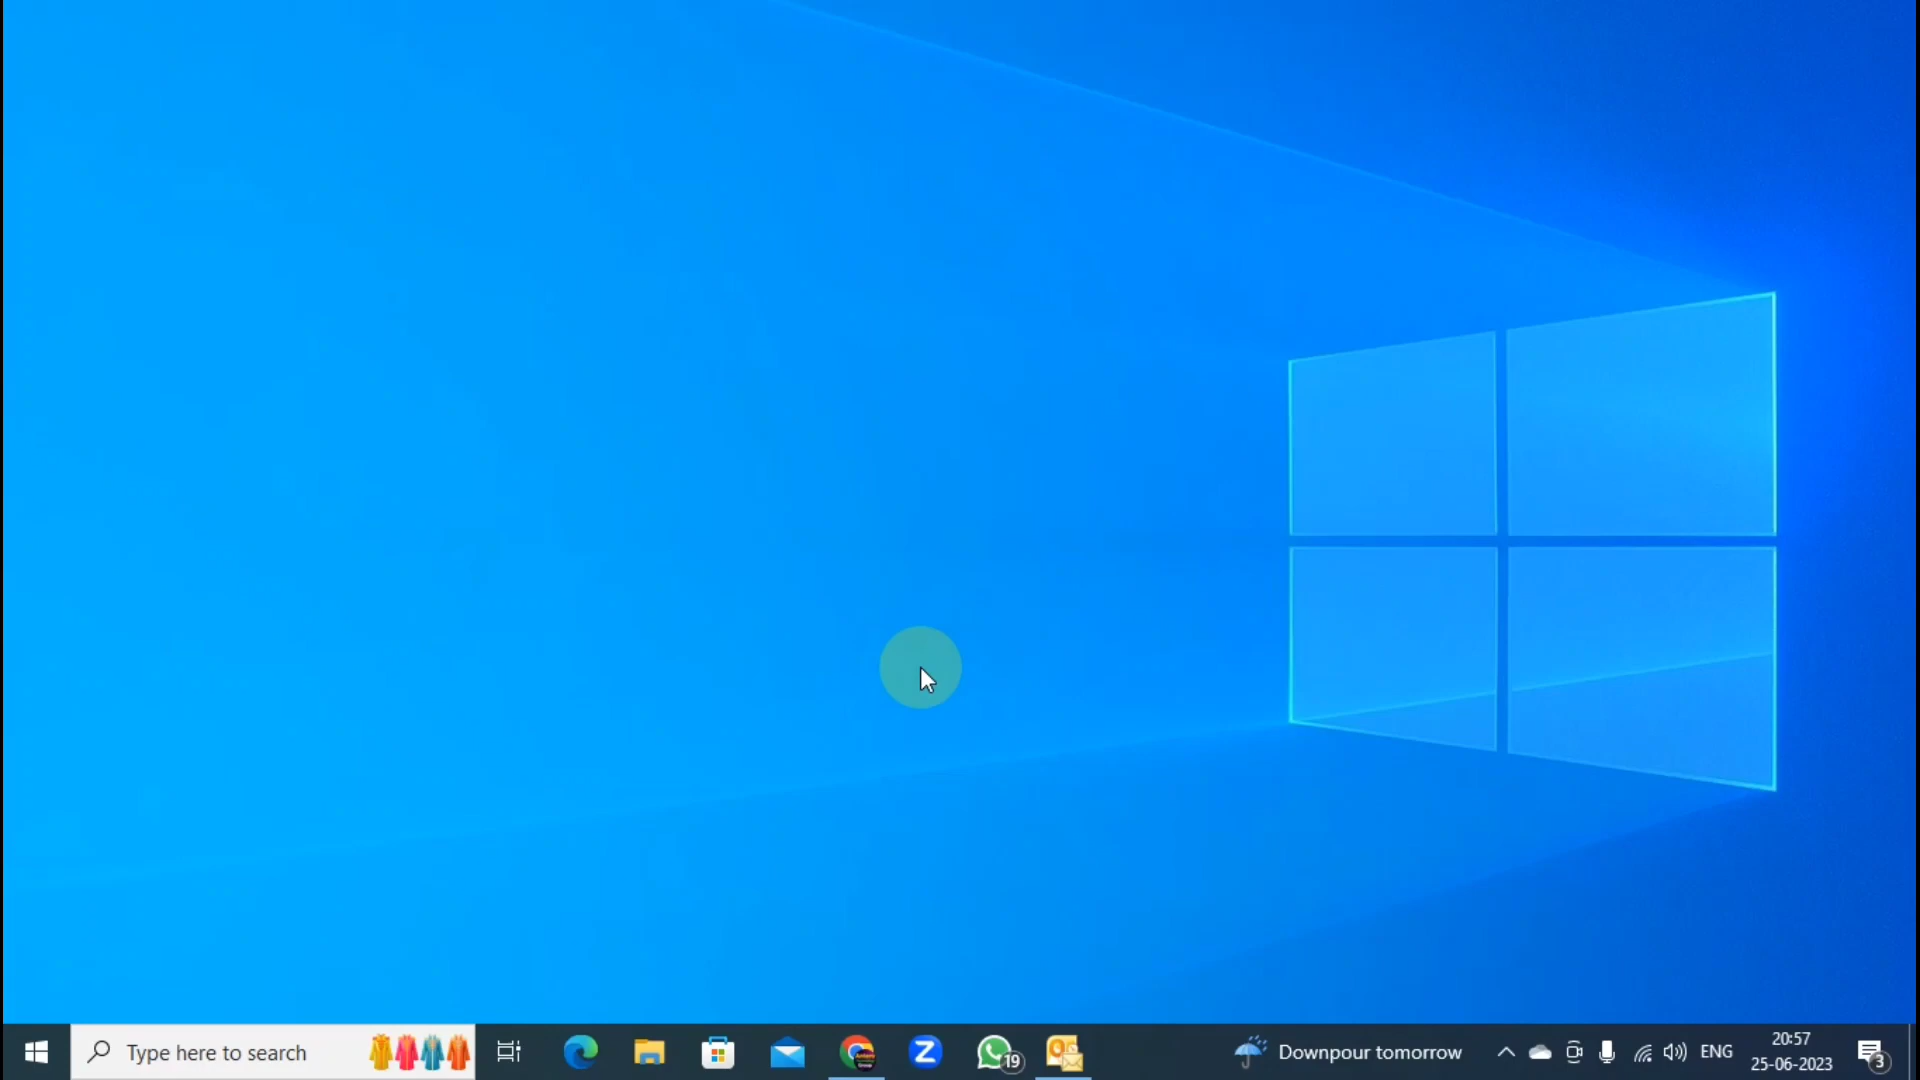 Type here to search
Z
19
Downpour tomorrow
ENG
20:57
25-06-2023
3